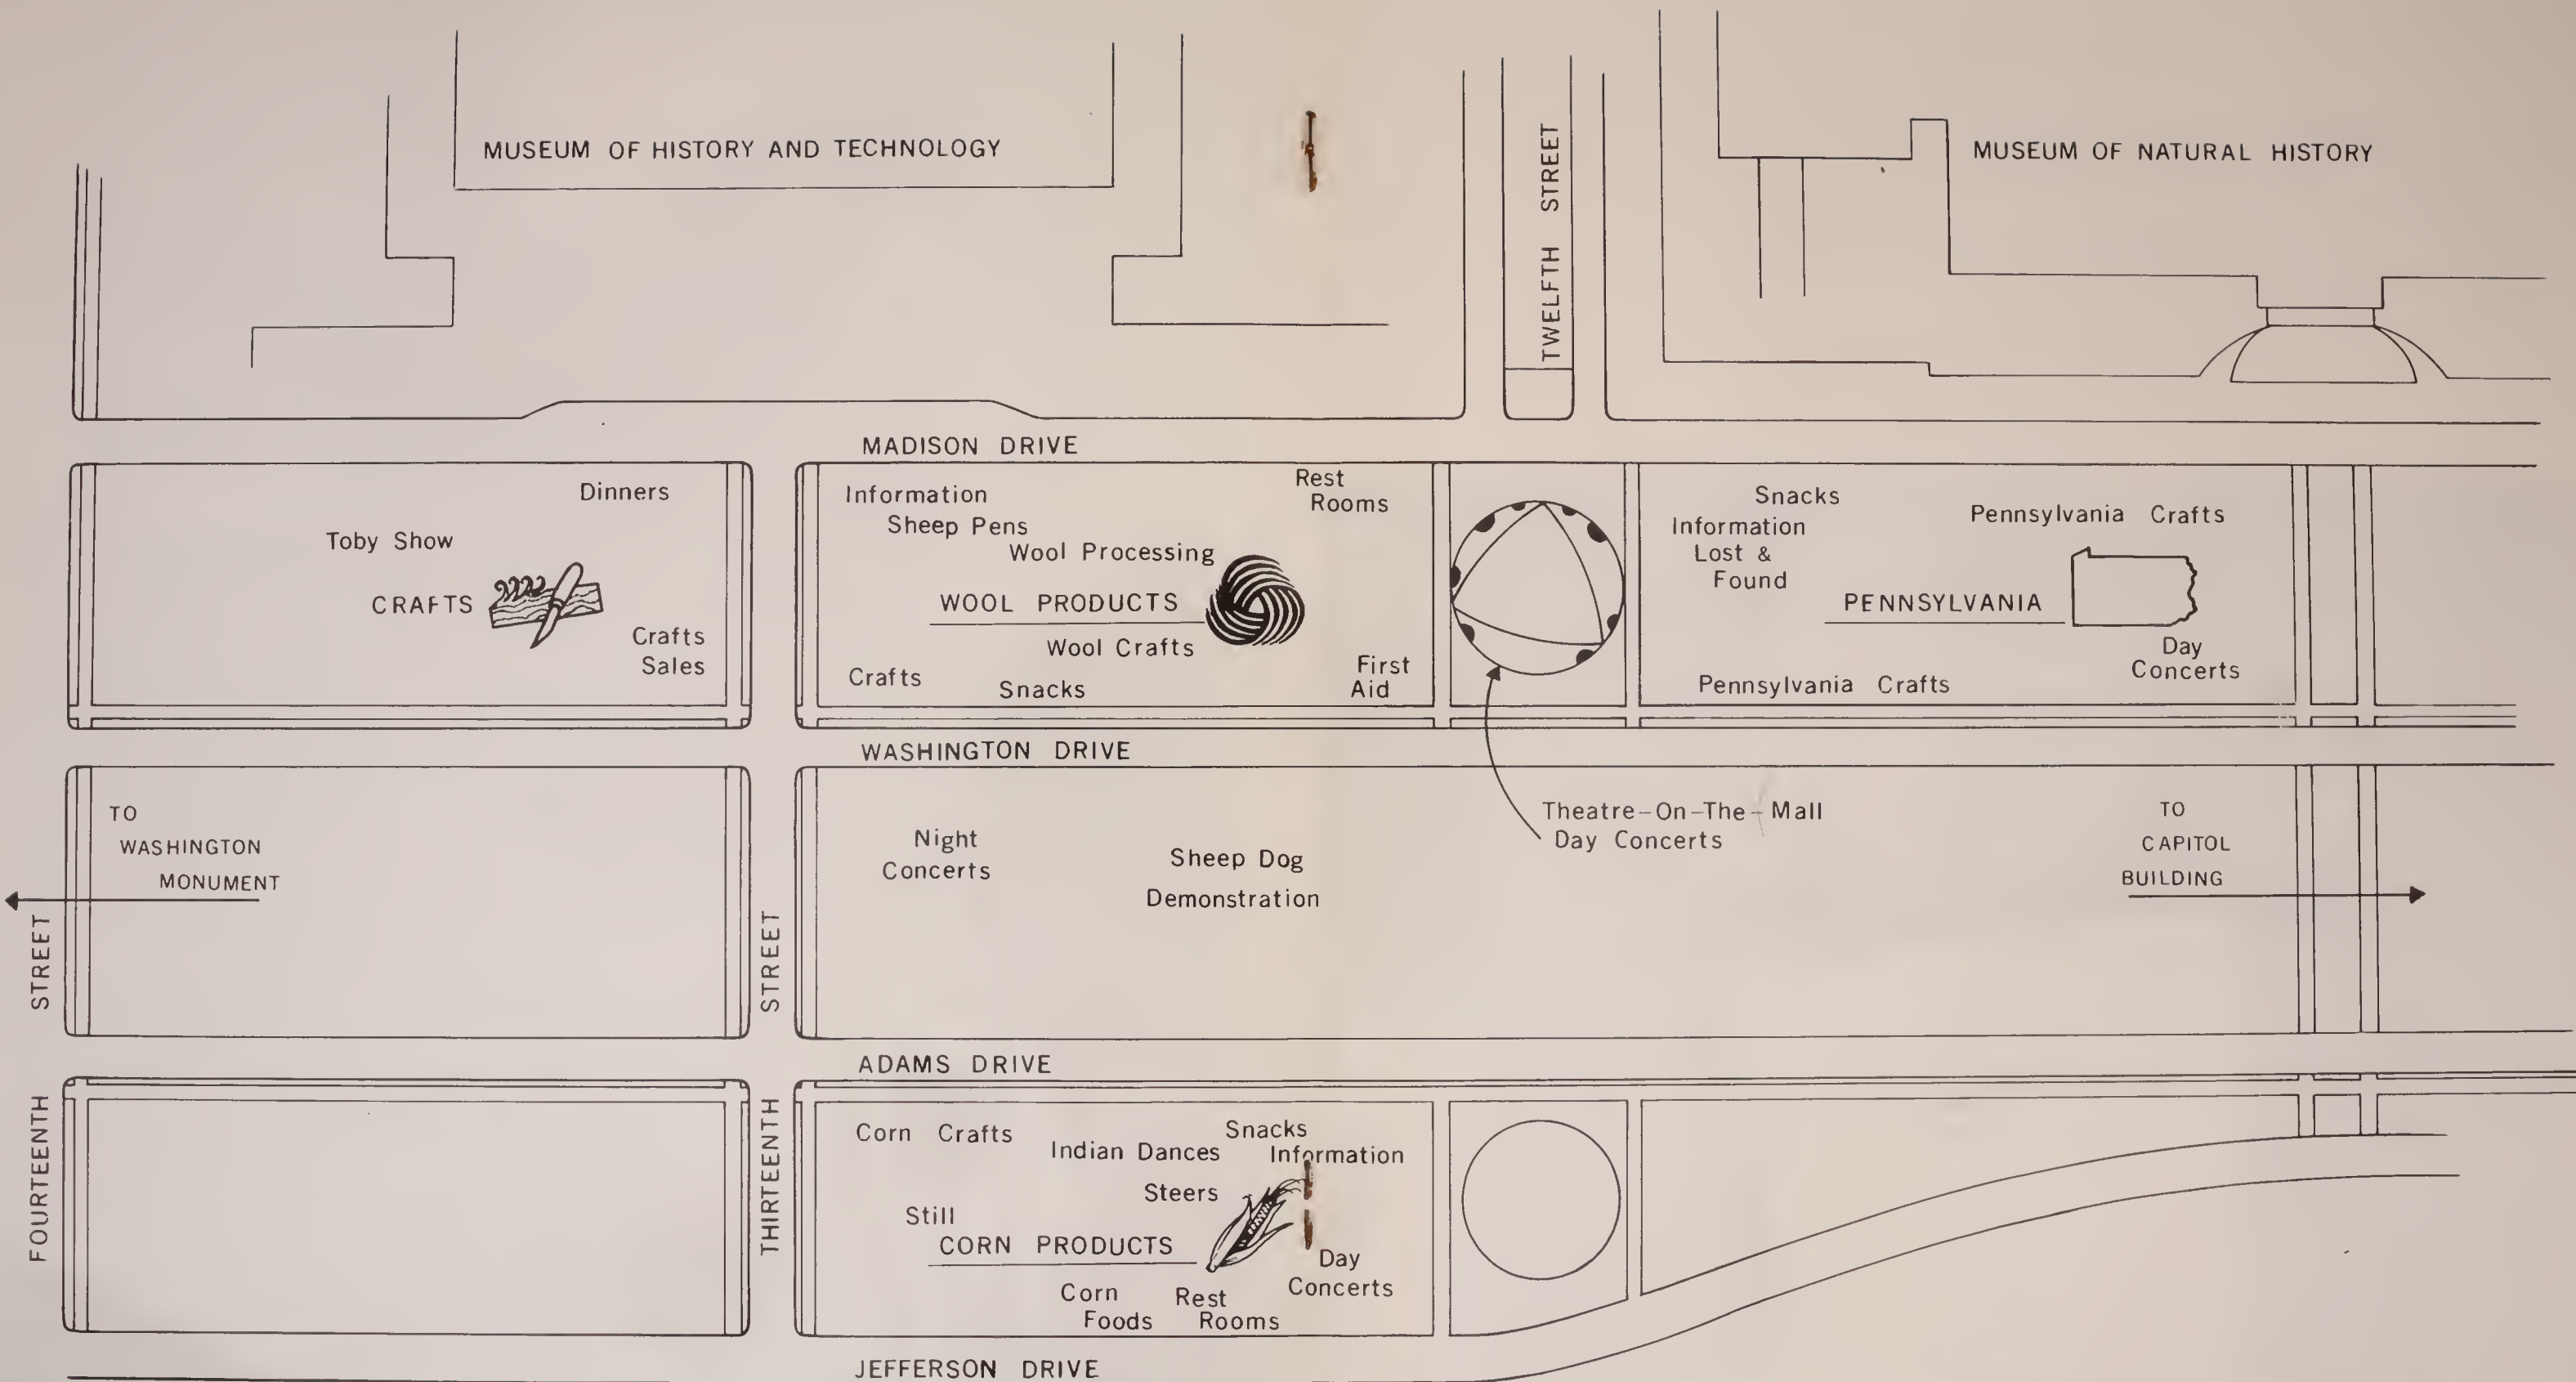 MUSEUM OF HISTORY AND TECHNOLOGY
TWELFTH STREET
MUSEUM OF NATURAL HISTORY
MADISON DRIVE
Dinners
Toby Show
CRAFTS
Crafts
Sales
Information
Sheep Pens
Wool Processing
WOOL PRODUCTS
Wool Crafts
Crafts
Snacks
Rest
Rooms
First
Aid
Snacks
Information
Lost &
Found
Pennsylvania Crafts
PENNSYLVANIA
Day
Concerts
Pennsylvania Crafts
WASHINGTON DRIVE
TO
WASHINGTON
MONUMENT
Night
Concerts
Sheep Dog
Demonstration
Theatre-On-The-Mall
Day Concerts
TO
CAPITOL
BUILDING
FOURTEENTH STREET
THIRTEENTH STREET
ADAMS DRIVE
Corn Crafts
Indian Dances
Snacks
Information
Steers
Still
CORN PRODUCTS
Day
Concerts
Corn
Foods
Rest
Rooms
JEFFERSON DRIVE